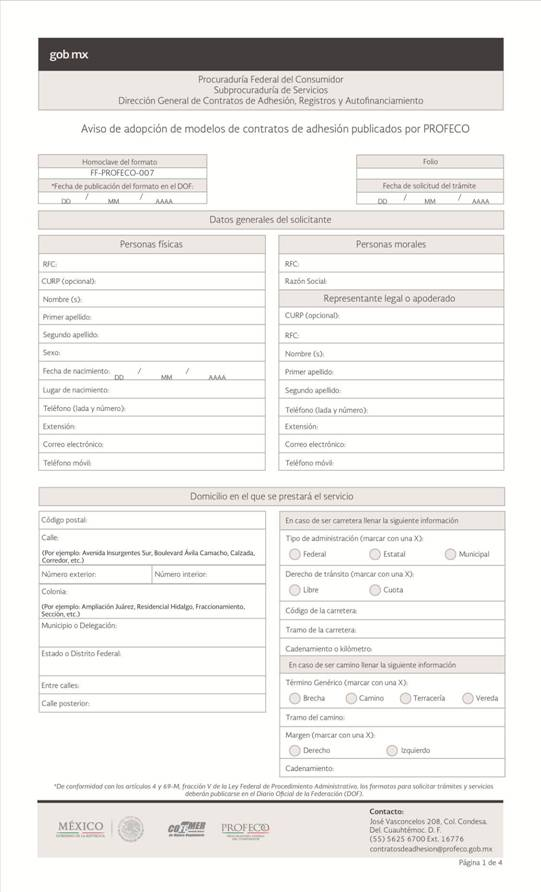 gob mx
Procuraduría Federal del Consumidor
Subprocuraduría de Servicios
Dirección General de Contratos de Adhesión, Registros y Autofinanciamiento
Aviso de adopción de modelos de contratos de adhesión publicados por PROFECO
Homoclave del formato
FF-PROFECO-007
*Fecha de publicación del formato en el DOF:
DD / MM / AAAA
Folio
Fecha de solicitud del trámite
DD / MM / AAAA
Datos generales del solicitante
Personas físicas
RFC:
CURP (opcional):
Nombre (s):
Primer apellido:
Segundo apellido:
Sexo:
Fecha de nacimiento: DD / MM / AAAA
Lugar de nacimiento:
Teléfono (lada y número):
Extensión:
Correo electrónico:
Teléfono móvil:
Personas morales
RFC:
Razón Social:
Representante legal o apoderado
CURP (opcional):
RFC:
Nombre (s):
Primer apellido:
Segundo apellido:
Teléfono (lada y número):
Extensión:
Correo electrónico:
Teléfono móvil:
Domicilio en el que se prestará el servicio
Código postal:
Calle:
(Por ejemplo: Avenida Insurgentes Sur, Boulevard Ávila Camacho, Calzada,
Corredor, etc.)
Número exterior: Número interior:
Colonia:
(Por ejemplo: Ampliación Juárez, Residencial Hidalgo, Fraccionamiento,
Sección, etc.)
Municipio o Delegación:
Estado o Distrito Federal:
Entre calles:
Calle posterior:
En caso de ser carretera llenar la siguiente información
Tipo de administración (marcar con una X):
Federal Estatal Municipal
Derecho de tránsito (marcar con una X):
Libre Cuota
Código de la carretera:
Tramo de la carretera:
Cadenamiento o kilómetro:
En caso de ser camino llenar la siguiente información
Término Genérico (marcar con una X):
Brecha Camino Terracería Vereda
Tramo del camino:
Margen (marcar con una X):
Derecho Izquierdo
Cadenamiento:
*De conformidad con los artículos 4 y 69-M, fracción V de la Ley Federal de Procedimiento Administrativo, los formatos para solicitar trámites y servicios
deberán publicarse en el Diario Oficial de la Federación (DOF).
MÉXICO
GOBIERNO DE LA REPÚBLICA
COFEMER
PROFECO
PROCURADURÍA FEDERAL
DEL CONSUMIDOR
Contacto:
José Vasconcelos 208, Col. Condesa.
Del. Cuauhtémoc. D. F.
(55) 5625 6700 Ext. 16776
contratosdeadhesion@profeco.gob.mx
Página 1 de 4